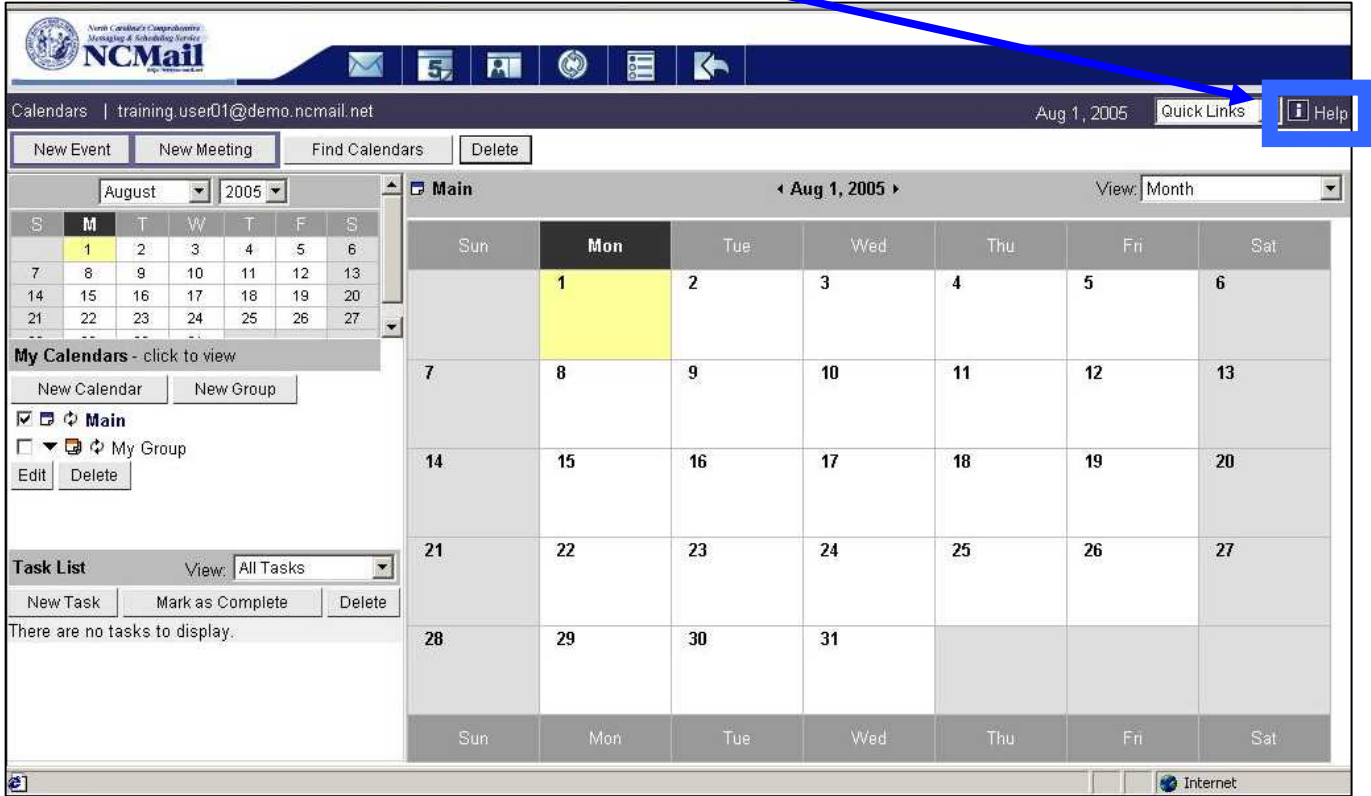 North Carolina's Comprehensive
Messaging & Scheduling Service
NCMail
5
Calendars | training.user01@demo.ncmail.net Aug 1, 2005 Quick Links Help
New Event New Meeting Find Calendars Delete
August 2005
S M T W T F S
1 2 3 4 5 6
7 8 9 10 11 12 13
14 15 16 17 18 19 20
21 22 23 24 25 26 27
My Calendars - click to view
New Calendar New Group
Main
My Group
Edit Delete
Task List View: All Tasks
New Task Mark as Complete Delete
There are no tasks to display.
Main Aug 1, 2005 View: Month
Sun Mon Tue Wed Thu Fri Sat
1 2 3 4 5 6
7 8 9 10 11 12 13
14 15 16 17 18 19 20
21 22 23 24 25 26 27
28 29 30 31
Sun Mon Tue Wed Thu Fri Sat
Internet